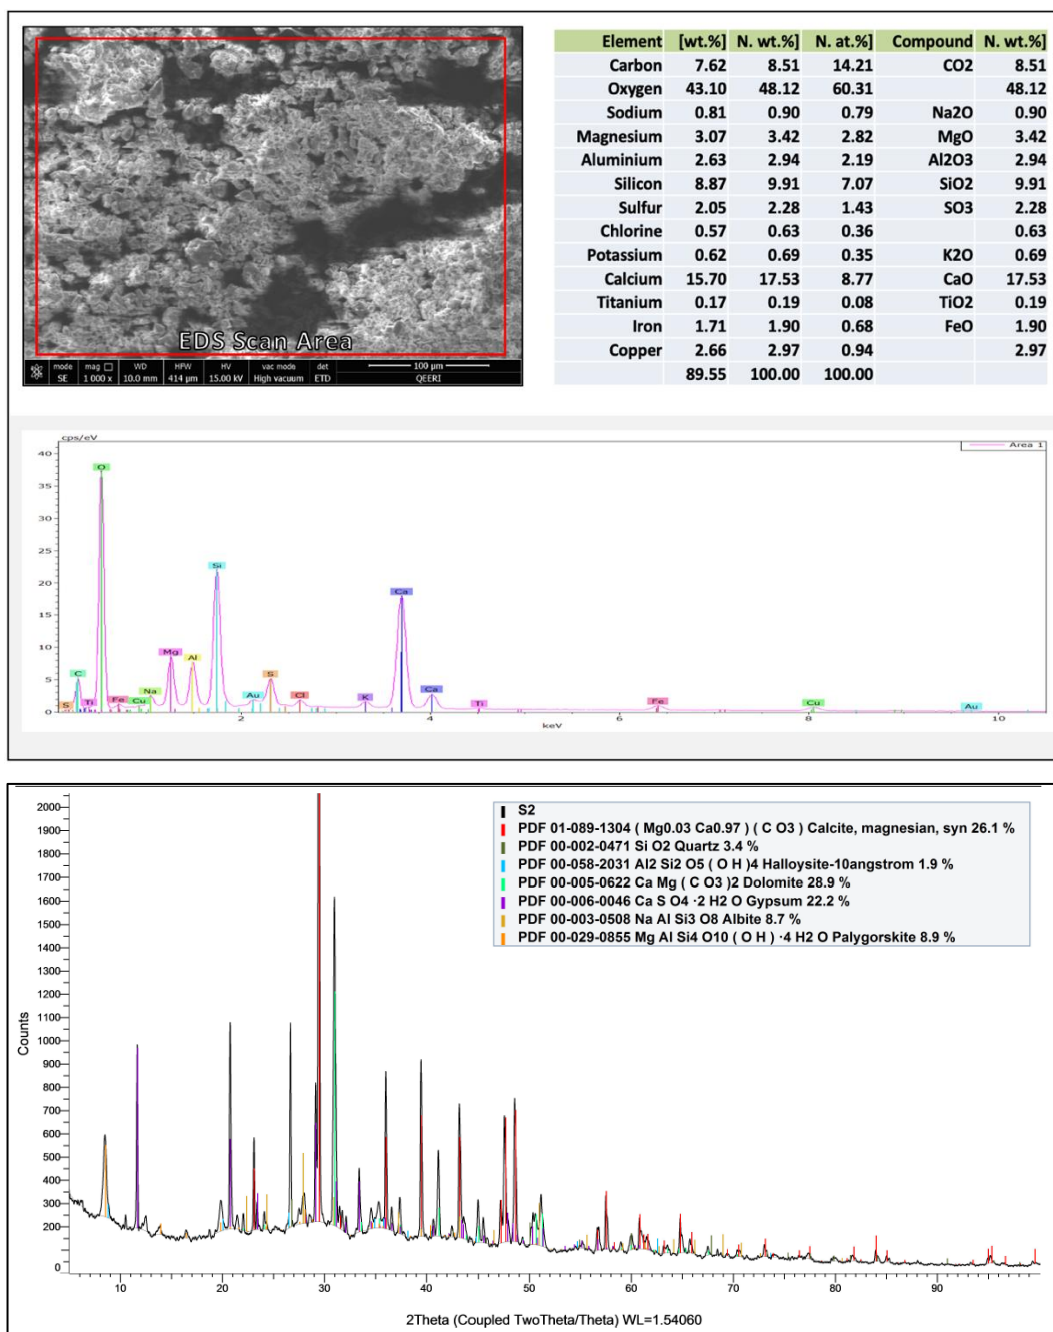 EDS Scan Area
mode mag □ WD HFW HV vac mode det 100 µm
SE 1 000 x 10.0 mm 414 µm 15.00 kV High vacuum ETD QEERI
Element [wt.%] N. wt.%] N. at.%] Compound N. wt.%]
Carbon 7.62 8.51 14.21 CO2 8.51
Oxygen 43.10 48.12 60.31 48.12
Sodium 0.81 0.90 0.79 Na2O 0.90
Magnesium 3.07 3.42 2.82 MgO 3.42
Aluminium 2.63 2.94 2.19 Al2O3 2.94
Silicon 8.87 9.91 7.07 SiO2 9.91
Sulfur 2.05 2.28 1.43 SO3 2.28
Chlorine 0.57 0.63 0.36 0.63
Potassium 0.62 0.69 0.35 K2O 0.69
Calcium 15.70 17.53 8.77 CaO 17.53
Titanium 0.17 0.19 0.08 TiO2 0.19
Iron 1.71 1.90 0.68 FeO 1.90
Copper 2.66 2.97 0.94 2.97
89.55 100.00 100.00
cps/eV
Area 1
40
35
30
25
20
15
10
5
0
O
Si
Ca
C
Mg
Al
S
Na
Au
Cl
K
Ca
Fe
Cu
S
Ti
Ti
Fe
Cu
Au
2 4 6 8 10
keV
S2
PDF 01-089-1304 ( Mg0.03 Ca0.97 ) ( C O3 ) Calcite, magnesian, syn 26.1 %
PDF 00-002-0471 Si O2 Quartz 3.4 %
PDF 00-058-2031 Al2 Si2 O5 ( O H )4 Halloysite-10angstrom 1.9 %
PDF 00-005-0622 Ca Mg ( C O3 )2 Dolomite 28.9 %
PDF 00-006-0046 Ca S O4 ·2 H2 O Gypsum 22.2 %
PDF 00-003-0508 Na Al Si3 O8 Albite 8.7 %
PDF 00-029-0855 Mg Al Si4 O10 ( O H ) ·4 H2 O Palygorskite 8.9 %
Counts
2000
1900
1800
1700
1600
1500
1400
1300
1200
1100
1000
900
800
700
600
500
400
300
200
0
10 20 30 40 50 60 70 80 90
2Theta (Coupled TwoTheta/Theta) WL=1.54060